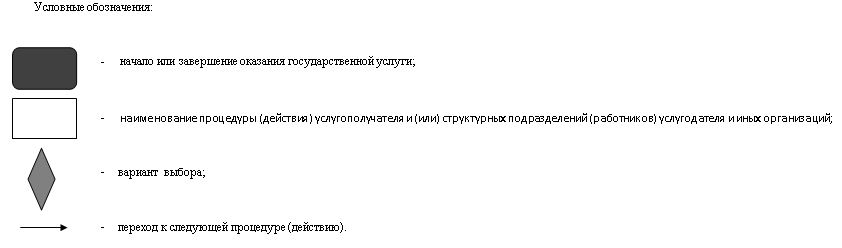 Условные обозначения:
- начало или завершение оказания государственной услуги;
- наименование процедуры (действия) услугополучателя и (или) структурных подразделений (работников) услугодателя и иных организаций;
- вариант выбора;
- переход к следующей процедуре (действию).